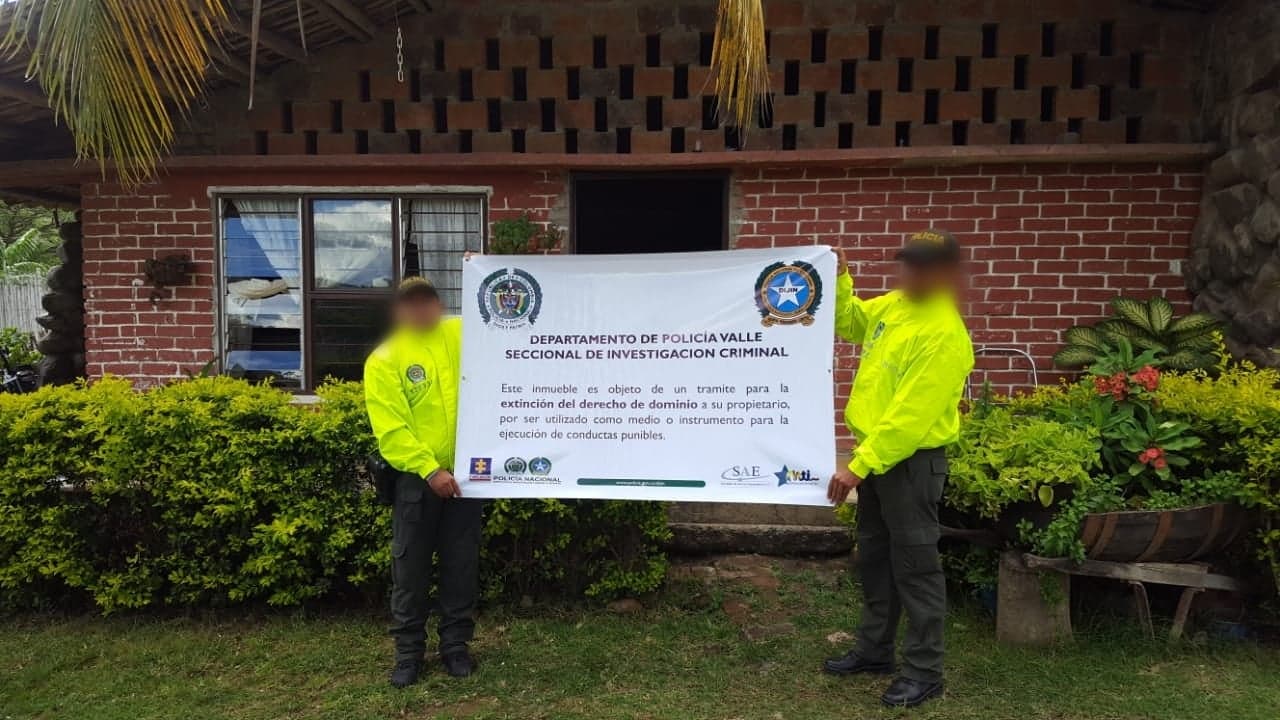 POLICIA
DIJIN
DEPARTAMENTO DE POLICÍA VALLE
SECCIONAL DE INVESTIGACION CRIMINAL
Este inmueble es objeto de un tramite para la
extinción del derecho de dominio a su propietario,
por ser utilizado como medio o instrumento para la
ejecución de conductas punibles.
POLICÍA NACIONAL
SAE